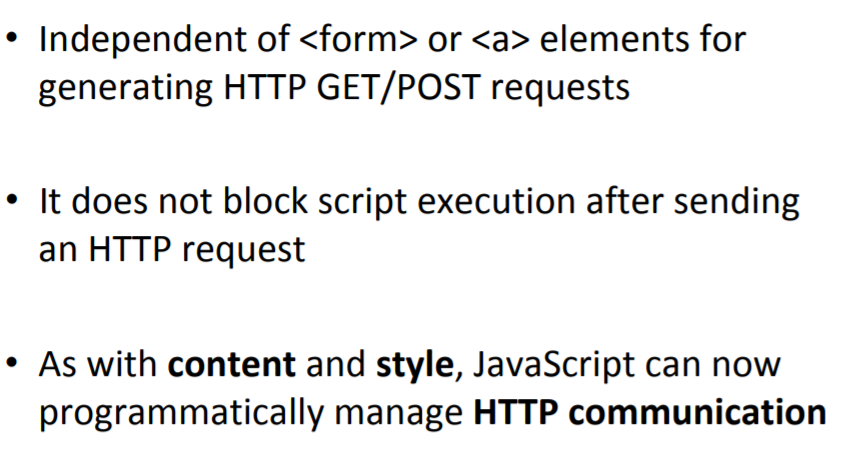 • Independent of <form> or <a> elements for
generating HTTP GET/POST requests
• It does not block script execution after sending
an HTTP request
• As with content and style, JavaScript can now
programmatically manage HTTP communication